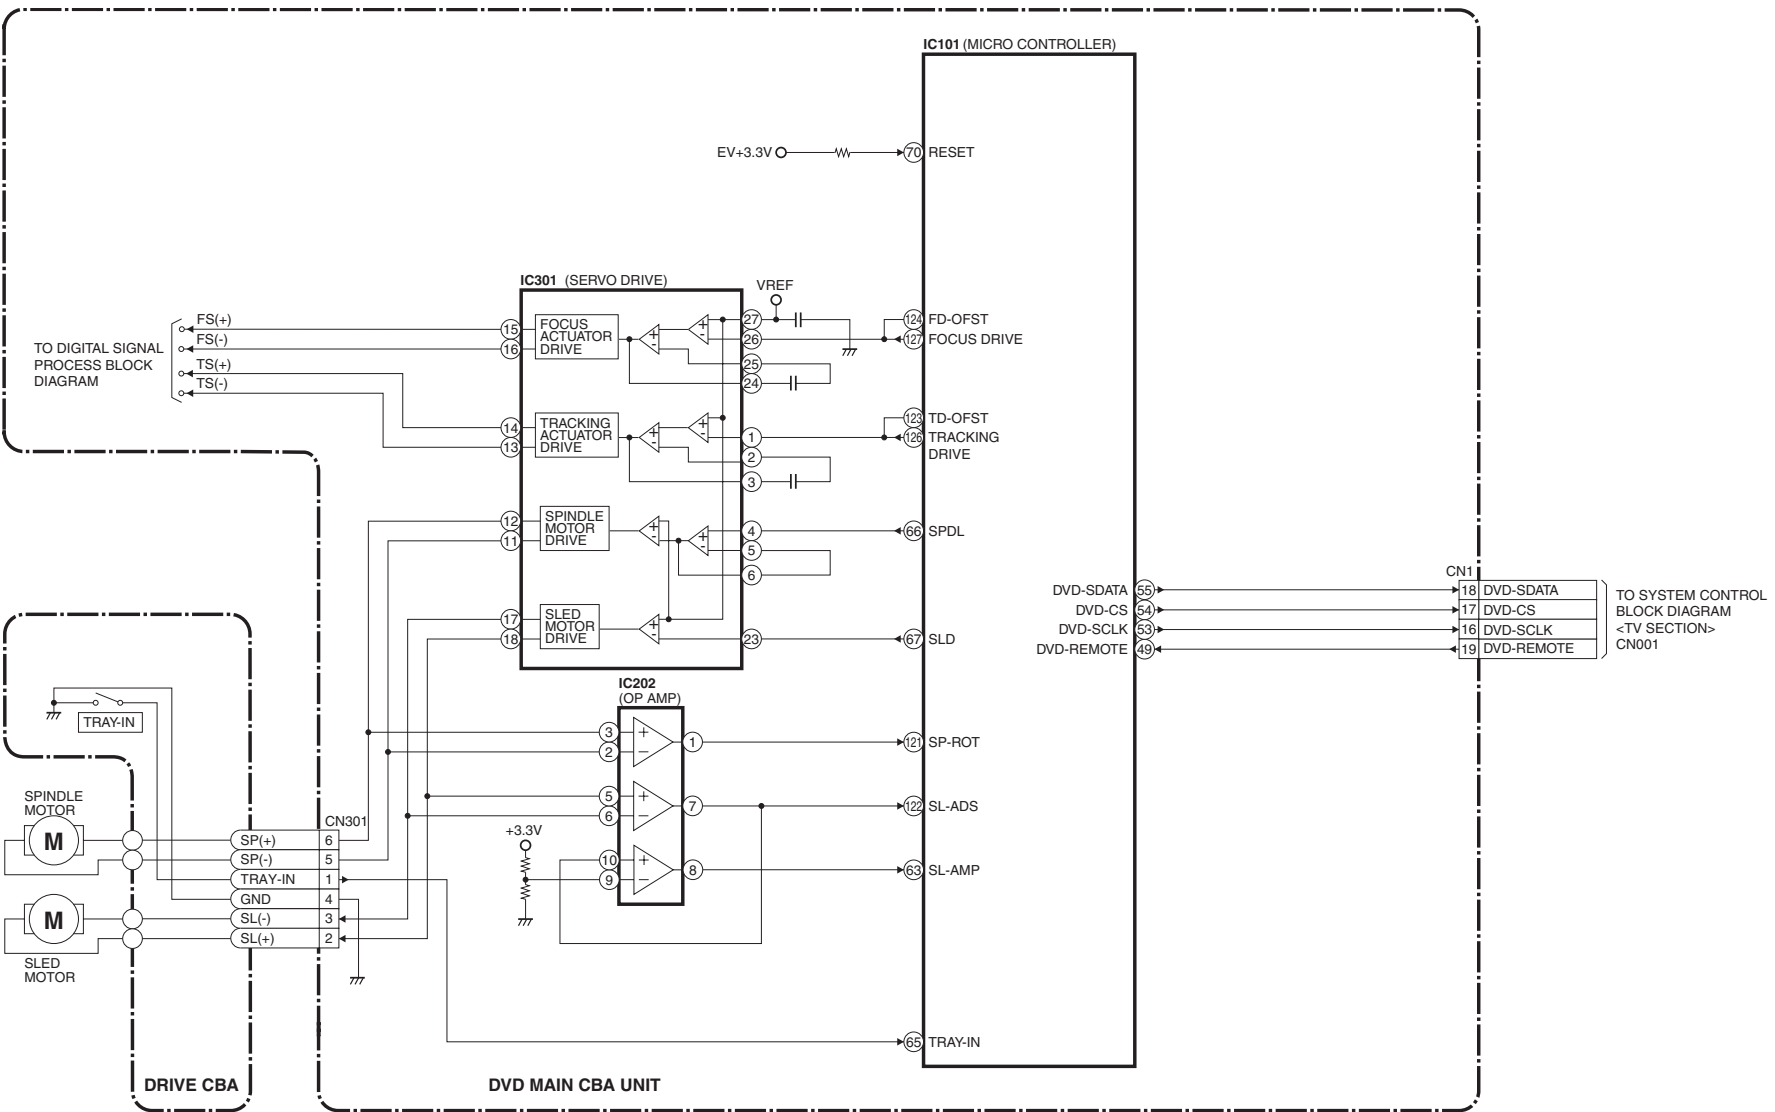 IC101 (MICRO CONTROLLER)
EV+3.3V
70 RESET
IC301 (SERVO DRIVE)
VREF
TO DIGITAL SIGNAL
PROCESS BLOCK
DIAGRAM
FS(+)
FS(-)
TS(+)
TS(-)
15
16
FOCUS
ACTUATOR
DRIVE
+
-
+
-
27
26
25
24
124 FD-OFST
127 FOCUS DRIVE
14
13
TRACKING
ACTUATOR
DRIVE
+
-
+
-
1
2
3
123 TD-OFST
126 TRACKING
DRIVE
12
11
SPINDLE
MOTOR
DRIVE
+
-
+
-
4
5
6
66 SPDL
17
18
SLED
MOTOR
DRIVE
+
-
23
67 SLD
DVD-SDATA 55
DVD-CS 54
DVD-SCLK 53
DVD-REMOTE 49
CN1
18 DVD-SDATA
17 DVD-CS
16 DVD-SCLK
19 DVD-REMOTE
TO SYSTEM CONTROL
BLOCK DIAGRAM
<TV SECTION>
CN001
IC202
(OP AMP)
3 + 1
2 −
121 SP-ROT
5 + 7
6 −
122 SL-ADS
+3.3V
10 + 8
9 −
63 SL-AMP
TRAY-IN
SPINDLE
MOTOR
M
M
SLED
MOTOR
CN301
SP(+) 6
SP(-) 5
TRAY-IN 1
GND 4
SL(-) 3
SL(+) 2
65 TRAY-IN
DRIVE CBA
DVD MAIN CBA UNIT